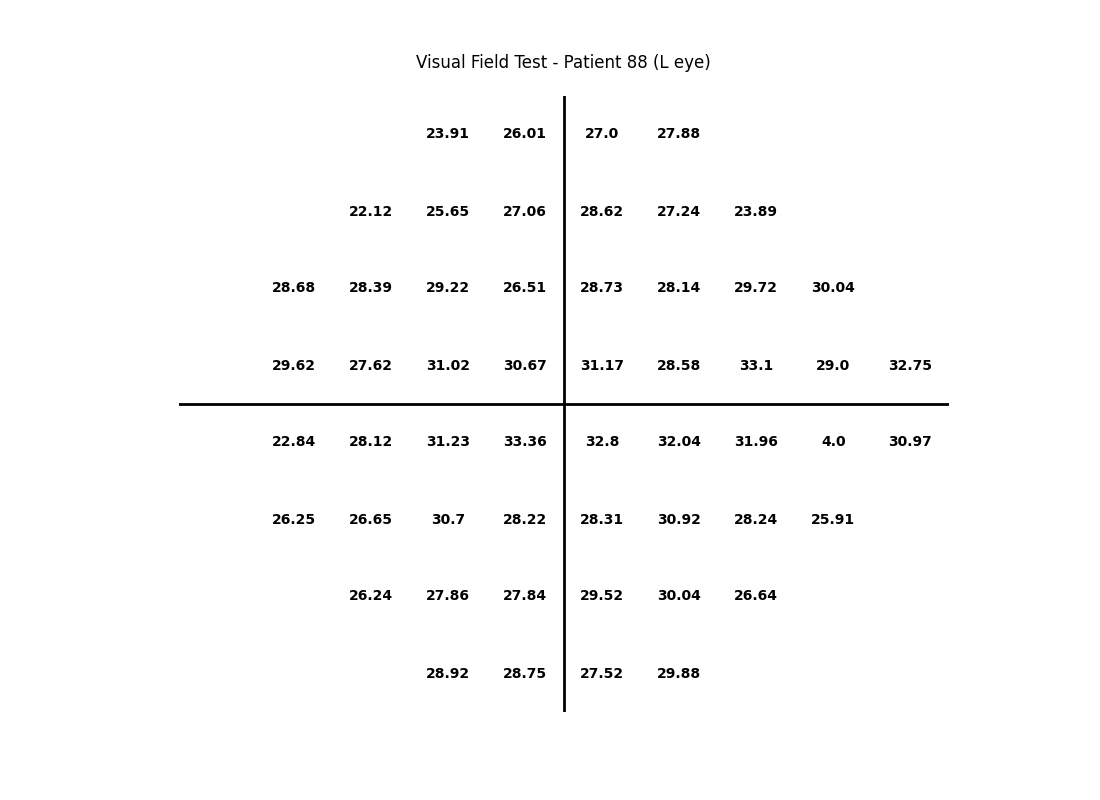 Visual Field Test - Patient 88 (L eye)
23.91 26.01 27.0 27.88
22.12 25.65 27.06 28.62 27.24 23.89
28.68 28.39 29.22 26.51 28.73 28.14 29.72 30.04
29.62 27.62 31.02 30.67 31.17 28.58 33.1 29.0 32.75
22.84 28.12 31.23 33.36 32.8 32.04 31.96 4.0 30.97
26.25 26.65 30.7 28.22 28.31 30.92 28.24 25.91
26.24 27.86 27.84 29.52 30.04 26.64
28.92 28.75 27.52 29.88